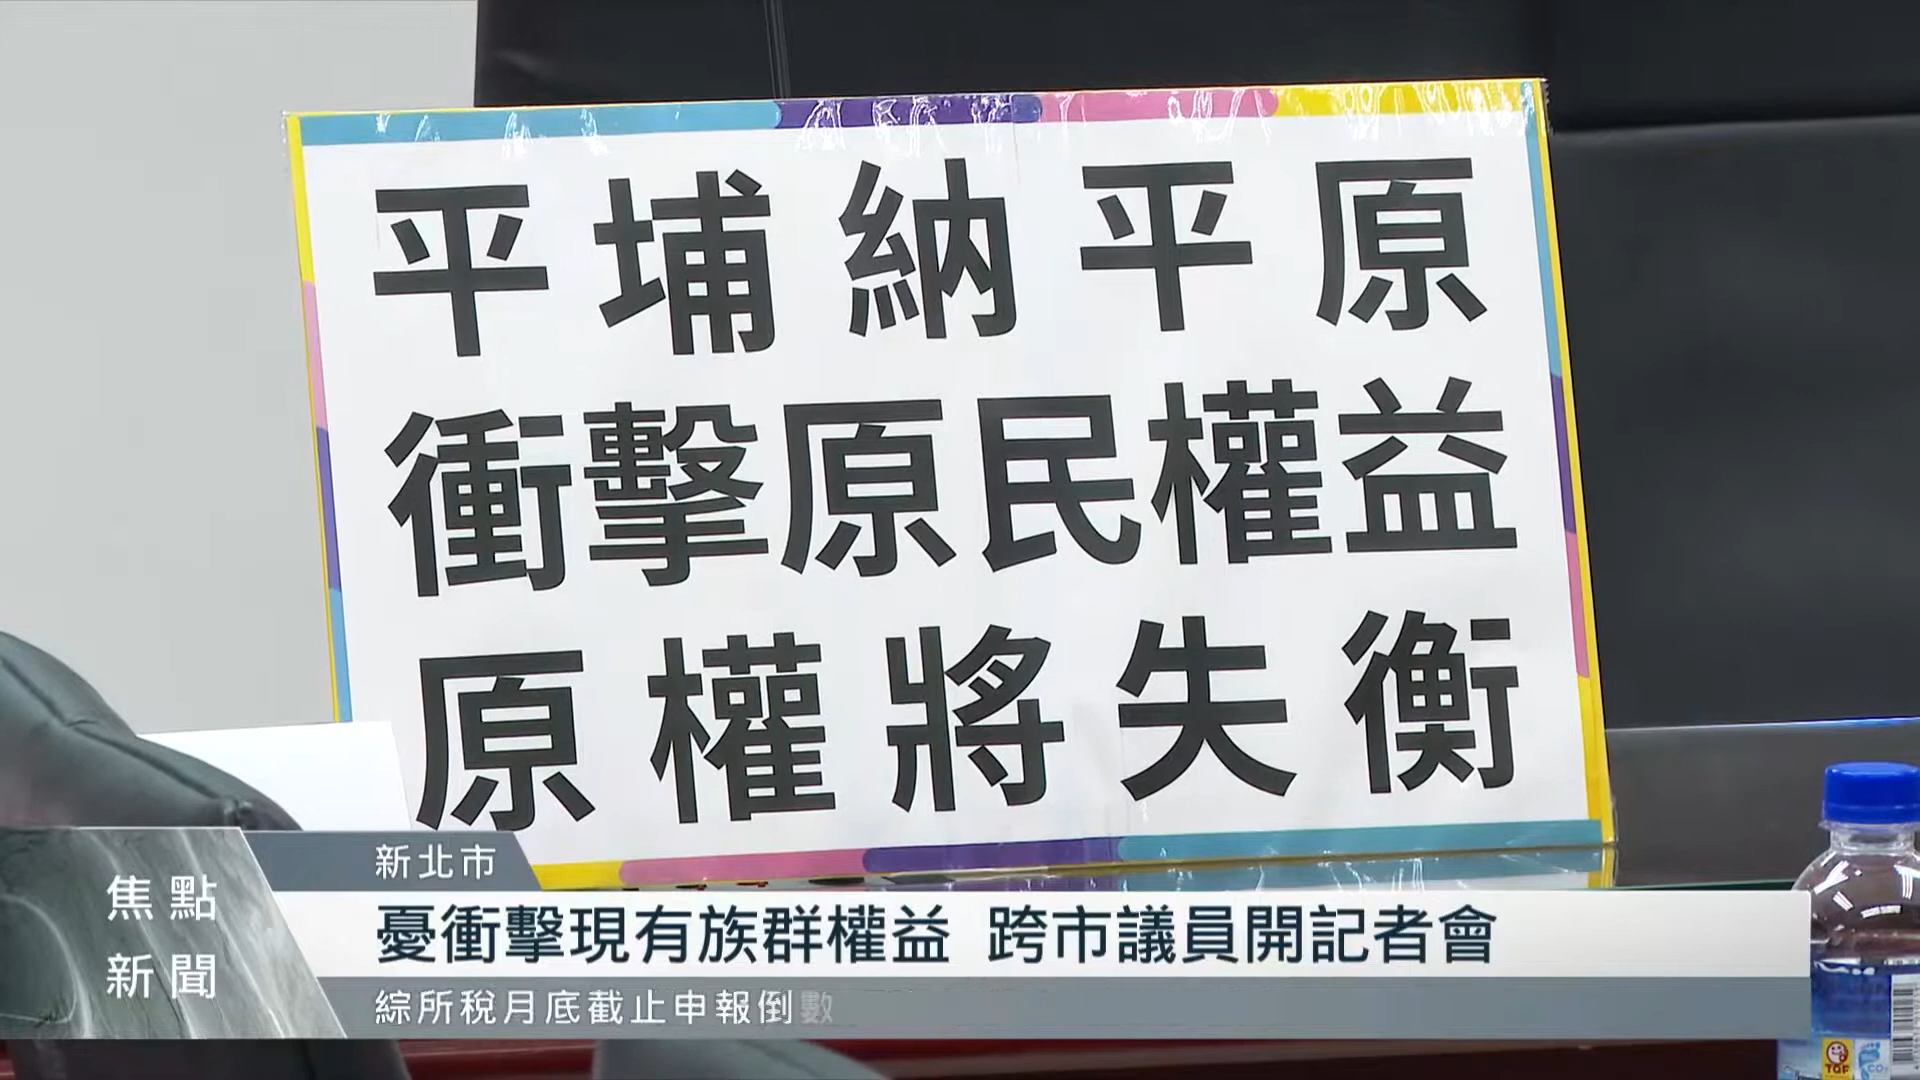 平埔納平原
衝擊原民權益
原權將失衡
新北市
焦點
新聞
憂衝擊現有族群權益 跨市議員開記者會
綜所稅月底截止申報倒數
TQF
CO₂